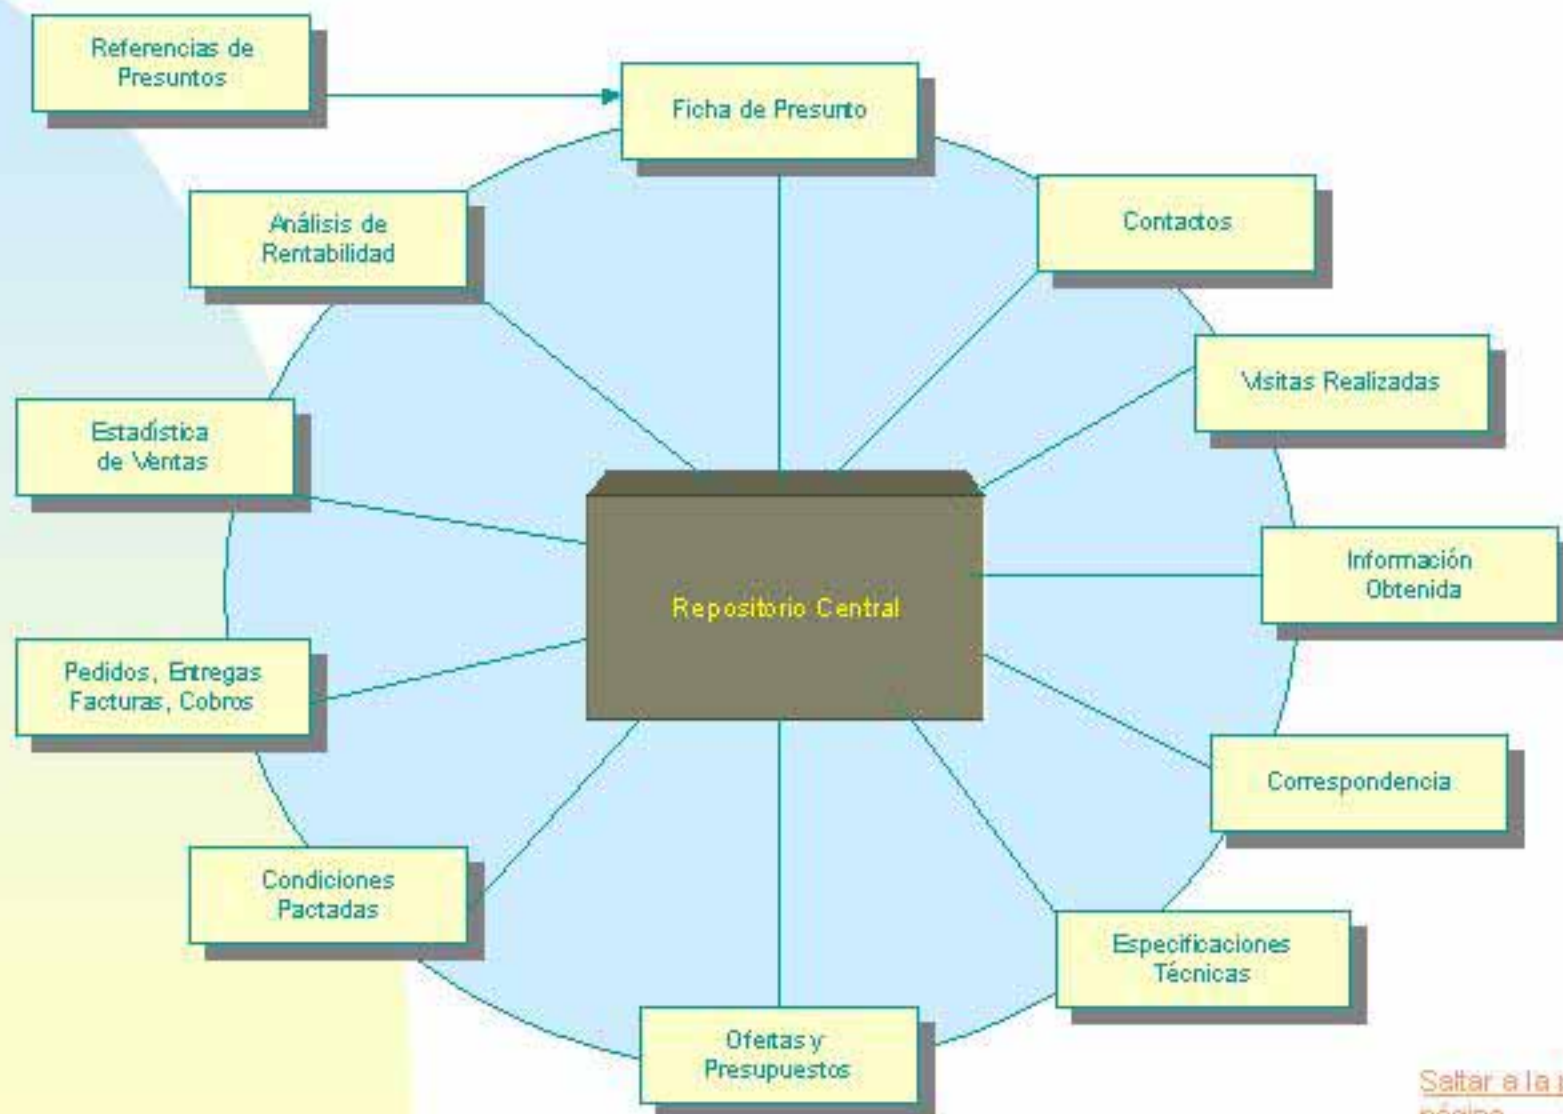 Referencias de
Presuntos
Ficha de Presunto
Análisis de
Rentabilidad
Contactos
Visitas Realizadas
Estadística
de Ventas
Información
Obtenida
Repositorio Central
Pedidos, Entregas
Facturas, Cobros
Correspondencia
Condiciones
Pactadas
Especificaciones
Técnicas
Ofertas y
Presupuestos
Saltar a la